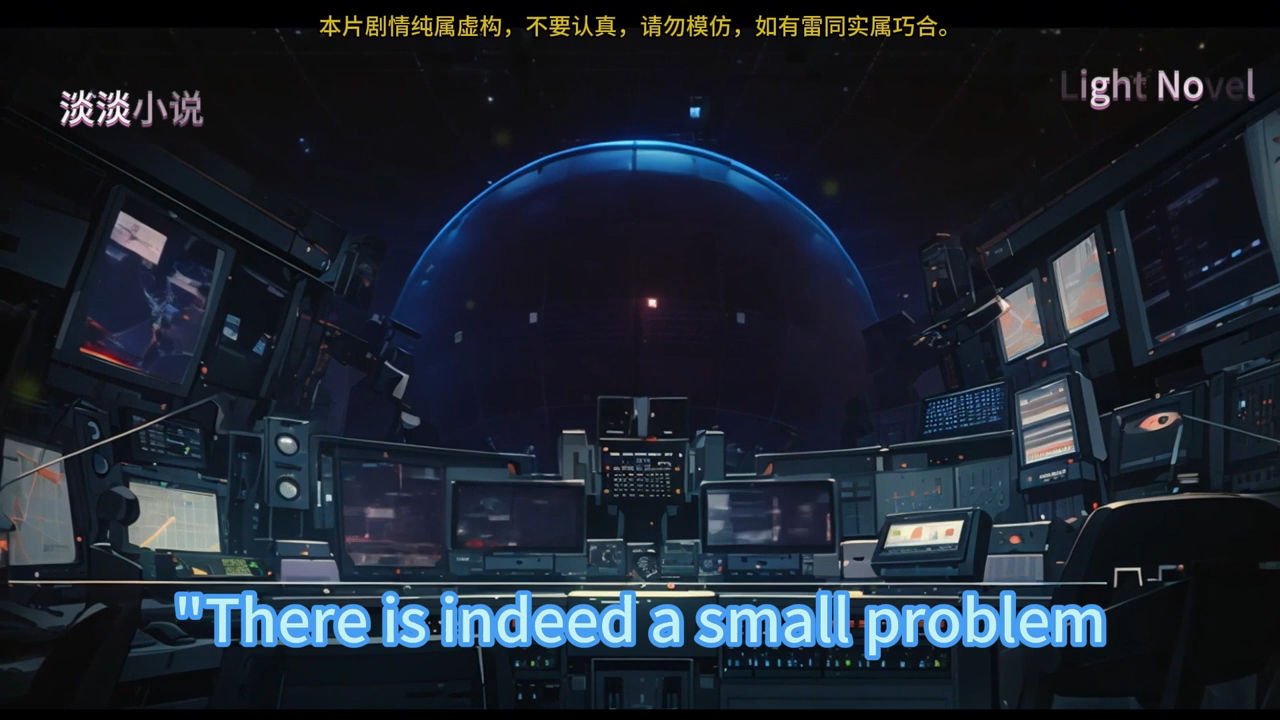 本片剧情纯属虚构，不要认真，请勿模仿，如有雷同实属巧合。
淡淡小说
Light Novel
"There is indeed a small problem